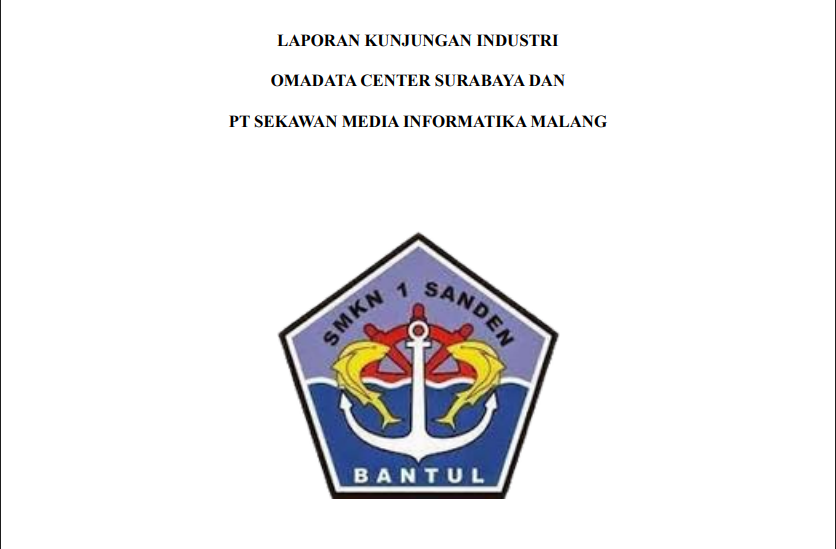 LAPORAN KUNJUNGAN INDUSTRI
OMADATA CENTER SURABAYA DAN
PT SEKAWAN MEDIA INFORMATIKA MALANG
SMKN 1 SANDEN
BANTUL